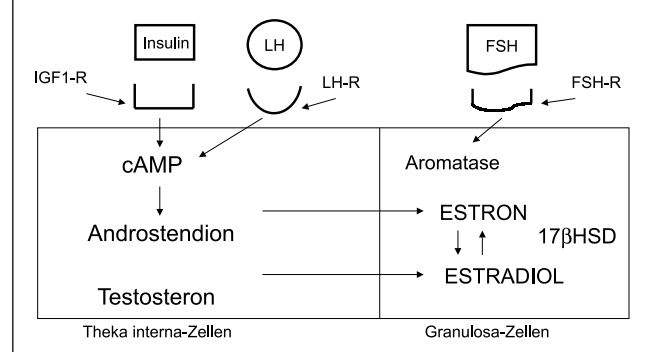 Insulin
LH
FSH
IGF1-R
LH-R
FSH-R
cAMP
Aromatase
Androstendion
ESTRON
17βHSD
ESTRADIOL
Testosteron
Theka interna-Zellen
Granulosa-Zellen